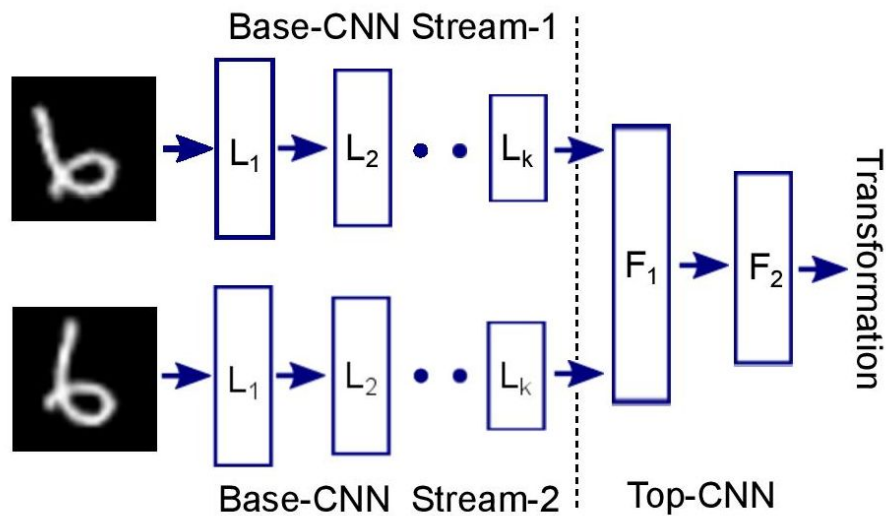 Base-CNN Stream-1
L1 L2 Lk
F1 F2
Transformation
L1 L2 Lk
Base-CNN Stream-2
Top-CNN